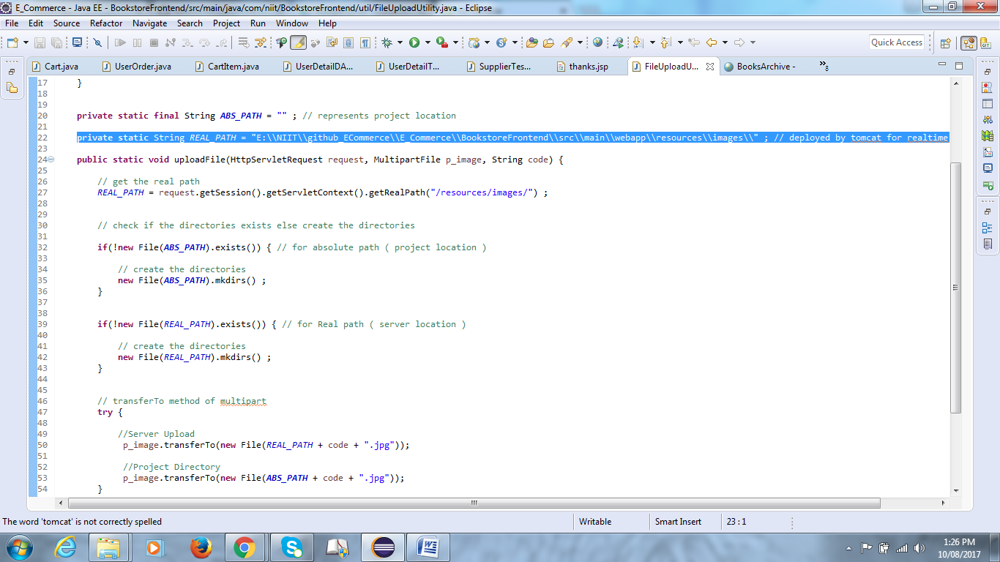 E_Commerce - Java EE - BookstoreFrontend/src/main/java/com/niit/BookstoreFrontend/util/FileUploadUtility.java - Eclipse
File Edit Source Refactor Navigate Search Project Run Window Help
Quick Access
Cart.java UserOrder.java CartItem.java UserDetailDA... UserDetailT... SupplierTes... thanks.jsp FileUploadU... BooksArchive - »8
17 }
18
19
20 private static final String ABS_PATH = "" ; // represents project location
21
22 private static String REAL_PATH = "E:\\NIIT\\github_ECommerce\\E_Commerce\\BookstoreFrontend\\src\\main\\webapp\\resources\\images\\" ; // deployed by tomcat for realtime
23
24 public static void uploadFile(HttpServletRequest request, MultipartFile p_image, String code) {
25
26 // get the real path
27 REAL_PATH = request.getSession().getServletContext().getRealPath("/resources/images/") ;
28
29
30 // check if the directories exists else create the directories
31
32 if(!new File(ABS_PATH).exists()) { // for absolute path ( project location )
33
34 // create the directories
35 new File(ABS_PATH).mkdirs() ;
36 }
37
38
39 if(!new File(REAL_PATH).exists()) { // for Real path ( server location )
40
41 // create the directories
42 new File(REAL_PATH).mkdirs() ;
43 }
44
45
46 // transferTo method of multipart
47 try {
48
49 //Server Upload
50 p_image.transferTo(new File(REAL_PATH + code + ".jpg"));
51
52 //Project Directory
53 p_image.transferTo(new File(ABS_PATH + code + ".jpg"));
54 }
The word 'tomcat' is not correctly spelled Writable Smart Insert 23 : 1
1:26 PM
10/08/2017